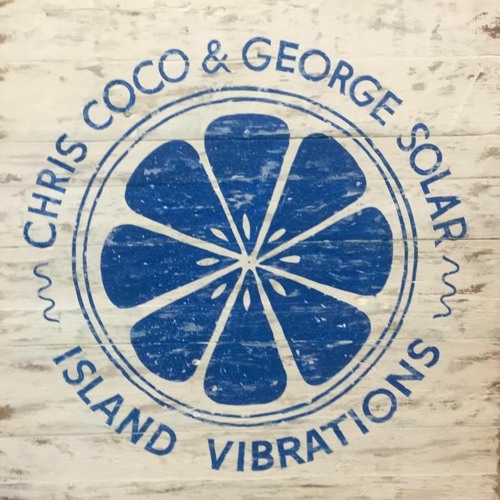 CHRIS COCO & GEORGE SOLAR
ISLAND VIBRATIONS